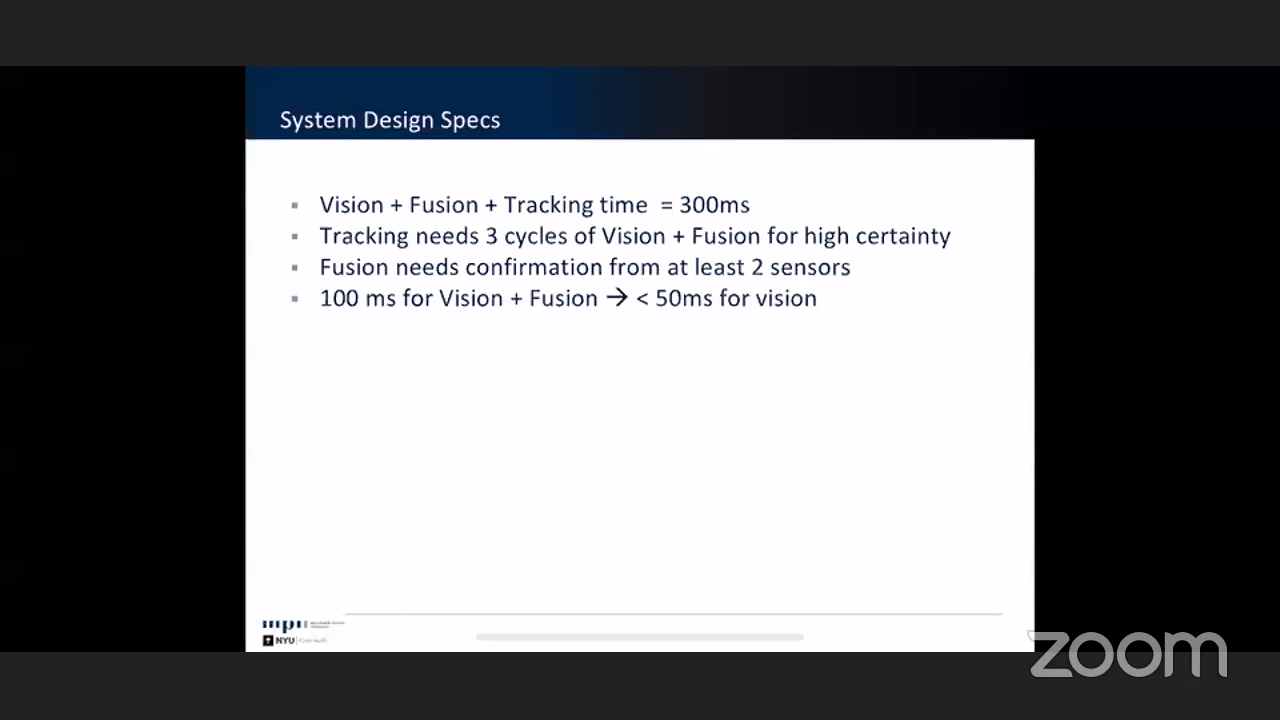 System Design Specs
Vision + Fusion + Tracking time = 300ms
Tracking needs 3 cycles of Vision + Fusion for high certainty
Fusion needs confirmation from at least 2 sensors
100 ms for Vision + Fusion → < 50ms for vision
NYU
zoom